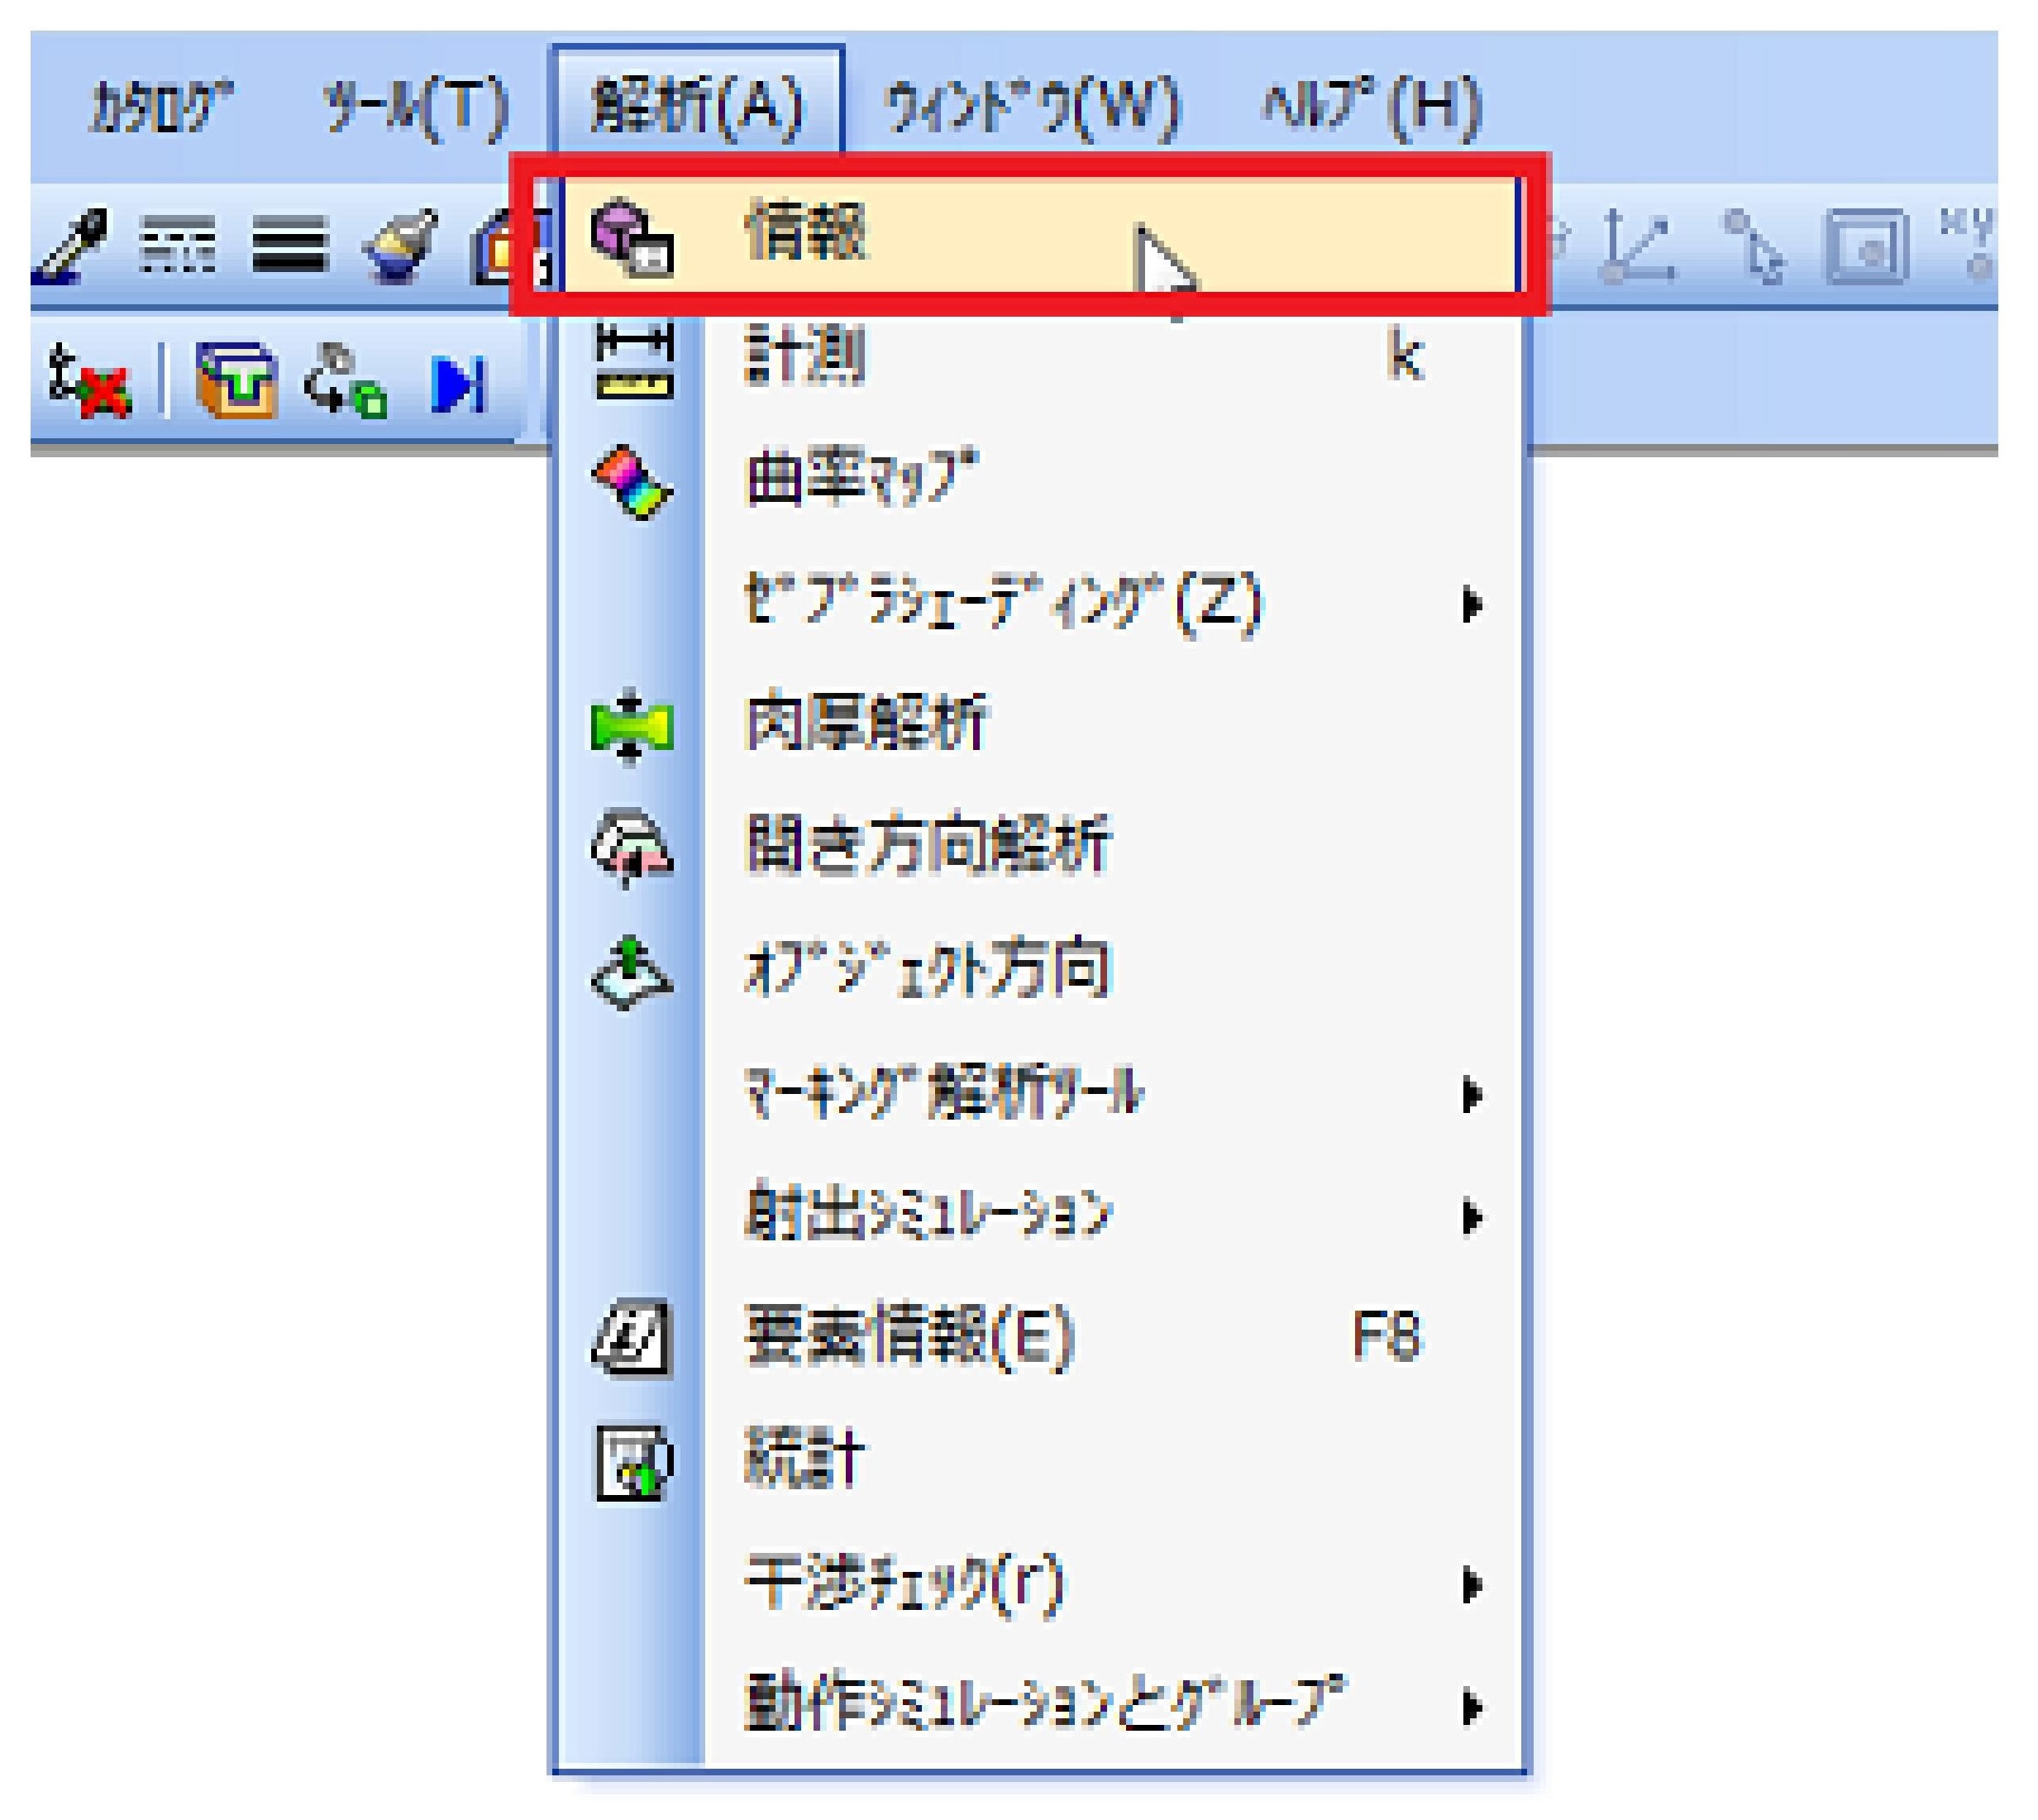 ｶﾀﾛｸﾞ ﾂｰﾙ(T) 解析(A) ｳｨﾝﾄﾞｳ(W) ﾍﾙﾌﾟ(H)
情報
計測 k
曲率ﾏｯﾌﾟ
ｾﾞﾌﾞﾗｼｪｰﾃﾞｨﾝｸﾞ(Z)
肉厚解析
開き方向解析
ｵﾌﾞｼﾞｪｸﾄ方向
ﾏｰｷﾝｸﾞ解析ﾂｰﾙ
射出ｼﾐｭﾚｰｼｮﾝ
要素情報(E) F8
統計
干渉ﾁｪｯｸ(r)
動作ｼﾐｭﾚｰｼｮﾝとｸﾞﾙｰﾌﾟ
xy